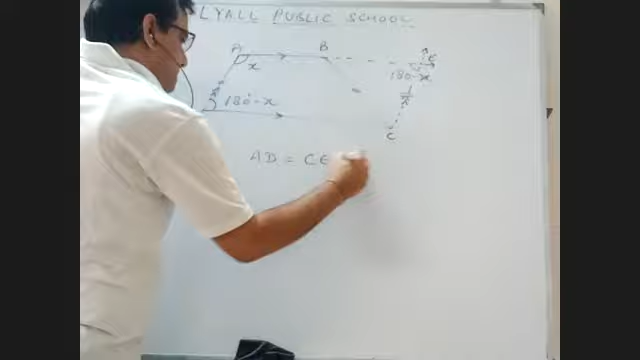 LYALL PUBLIC SCHOOL
A B E
x 180-x
180-x
C
AD = CE